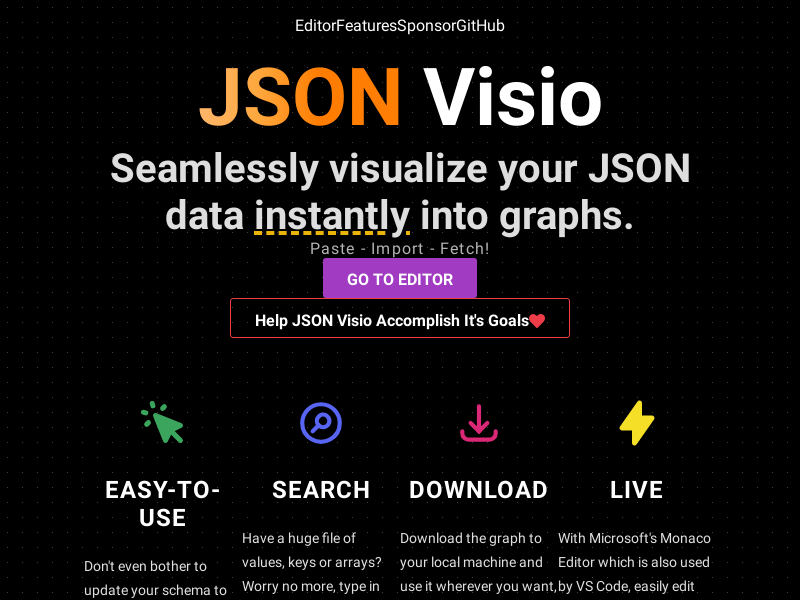 EditorFeaturesSponsorGitHub
JSON Visio
Seamlessly visualize your JSON
data instantly into graphs.
Paste - Import - Fetch!
GO TO EDITOR
Help JSON Visio Accomplish It's Goals
EASY-TO-
USE
Don't even bother to
update your schema to
SEARCH
Have a huge file of
values, keys or arrays?
Worry no more, type in
DOWNLOAD
Download the graph to
your local machine and
use it wherever you want,
LIVE
With Microsoft's Monaco
Editor which is also used
by VS Code, easily edit